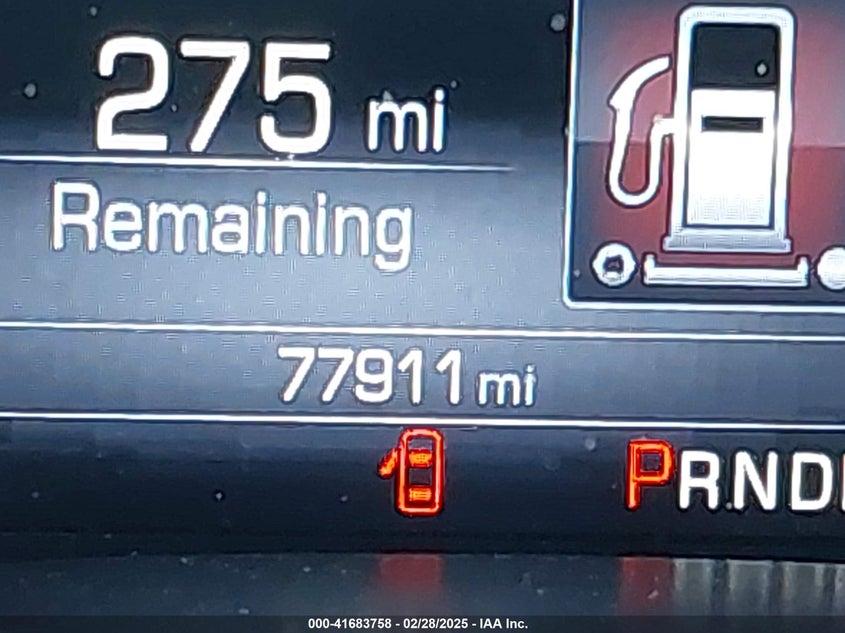 275 mi
Remaining
77911 mi
PRND
000-41683758 - 02/28/2025 - IAA Inc.